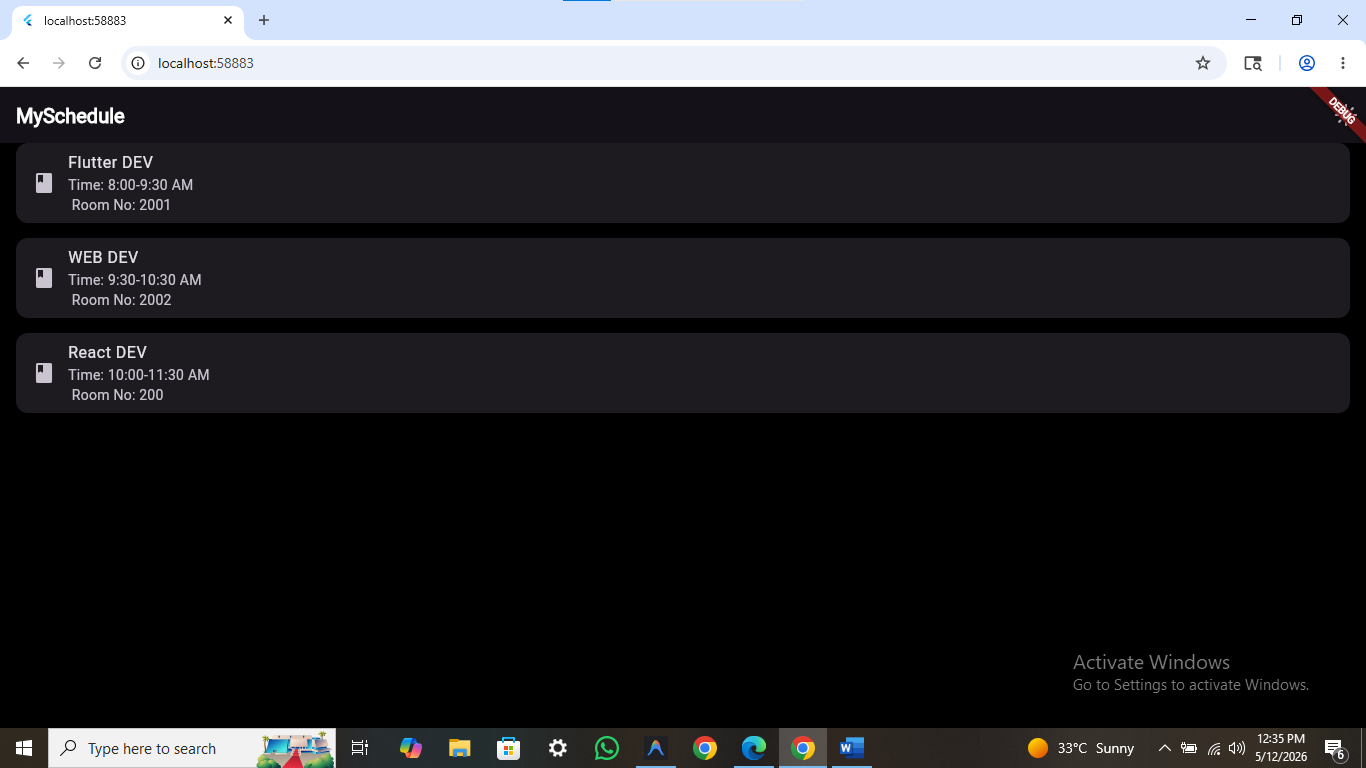 localhost:58883
localhost:58883
MySchedule
DEBUG
Flutter DEV
Time: 8:00-9:30 AM
Room No: 2001
WEB DEV
Time: 9:30-10:30 AM
Room No: 2002
React DEV
Time: 10:00-11:30 AM
Room No: 200
Activate Windows
Go to Settings to activate Windows.
Type here to search
33°C Sunny
12:35 PM
5/12/2026
6